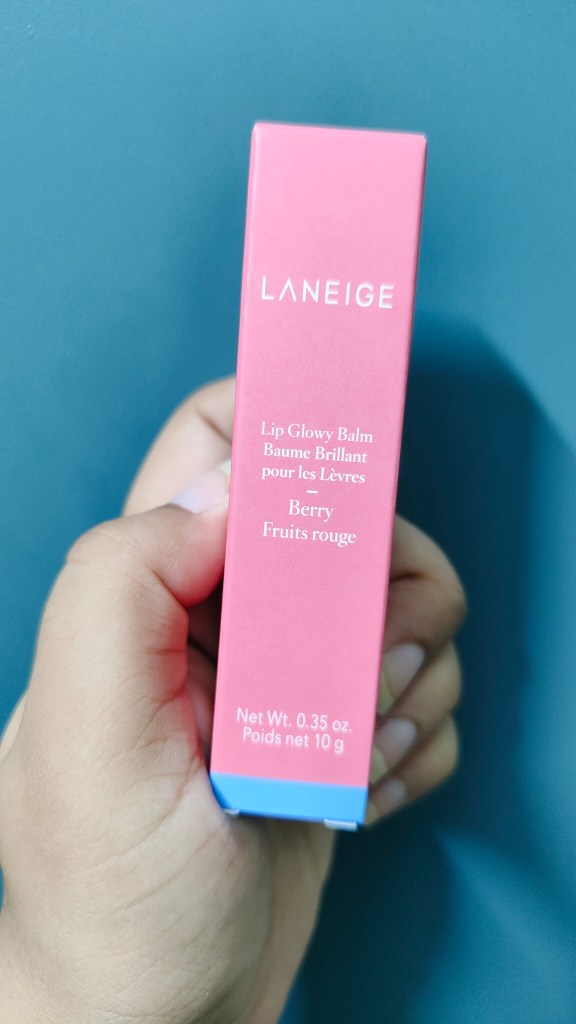 LANEIGE
Lip Glowy Balm
Baume Brillant
pour les Lèvres
Berry
Fruits rouge
Net Wt. 0.35 oz.
Poids net 10 g